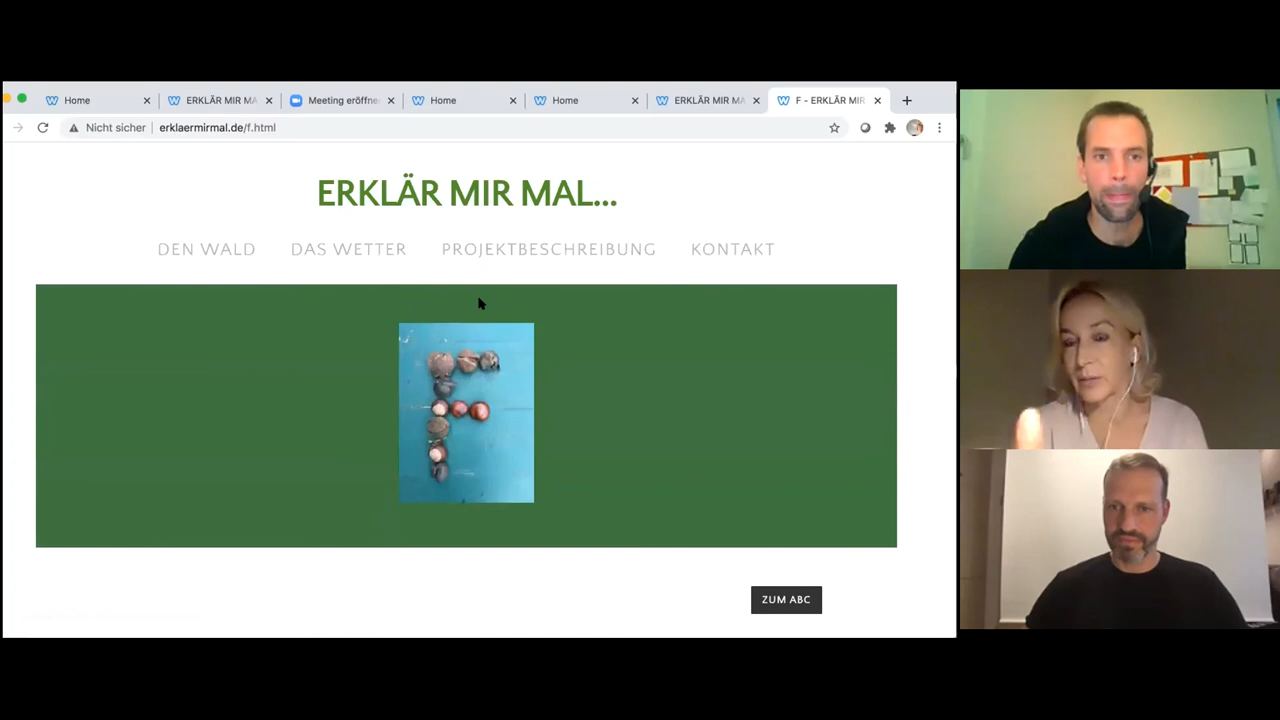 Home
ERKLÄR MIR MA
Meeting eröffne
Home
Home
ERKLÄR MIR MA
F - ERKLÄR MIR
Nicht sicher
erklaermirmal.de/f.html
ERKLÄR MIR MAL...
DEN WALD
DAS WETTER
PROJEKTBESCHREIBUNG
KONTAKT
F
ZUM ABC